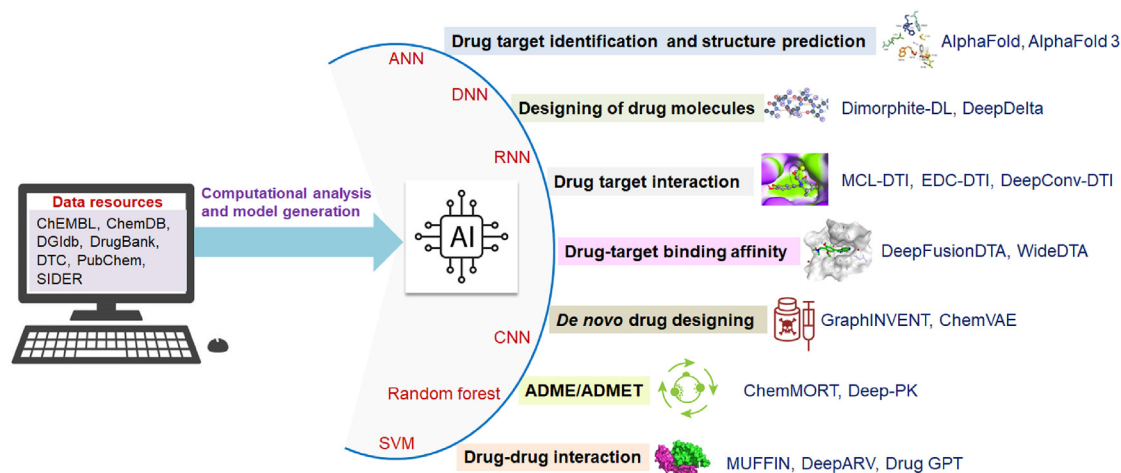 Data resources
ChEMBL, ChemDB,
DGIdb, DrugBank,
DTC, PubChem,
SIDER
Computational analysis
and model generation
AI
ANN
DNN
RNN
CNN
Random forest
SVM
Drug target identification and structure prediction
AlphaFold, AlphaFold 3
Designing of drug molecules
Dimorphite-DL, DeepDelta
Drug target interaction
MCL-DTI, EDC-DTI, DeepConv-DTI
Drug-target binding affinity
DeepFusionDTA, WideDTA
De novo drug designing
GraphINVENT, ChemVAE
ADME/ADMET
ChemMORT, Deep-PK
Drug-drug interaction
MUFFIN, DeepARV, Drug GPT